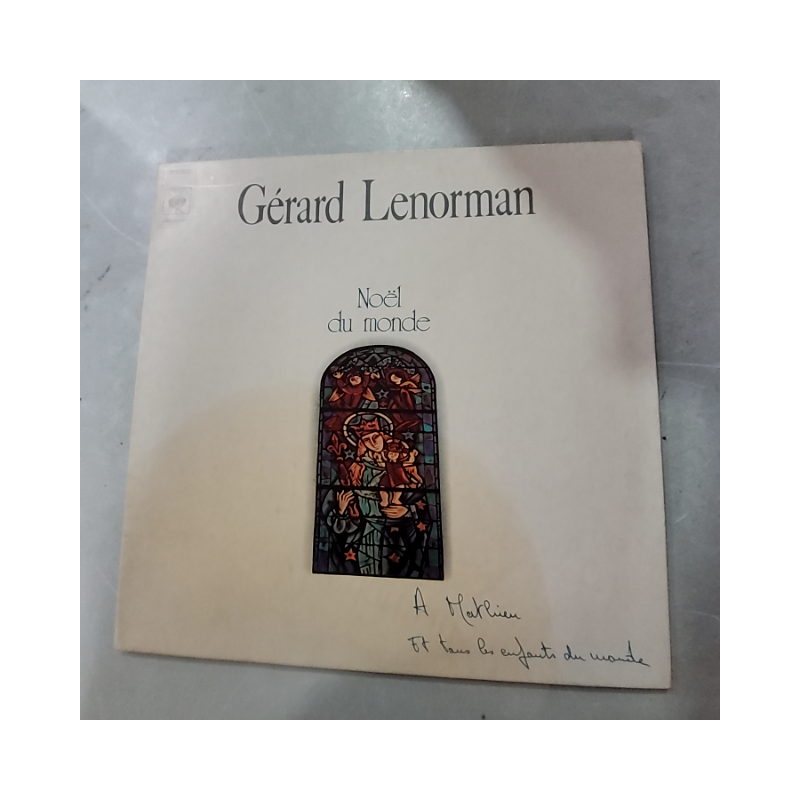 Gérard Lenorman
Noël
du monde
A Mathieu
et tous les enfants du monde